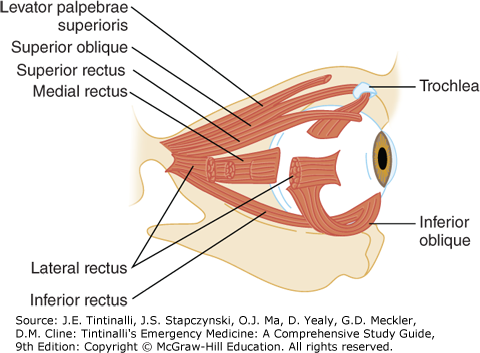 Levator palpebrae
superioris
Superior oblique
Superior rectus
Medial rectus
Trochlea
Inferior
oblique
Lateral rectus
Inferior rectus
Source: J.E. Tintinalli, J.S. Stapczynski, O.J. Ma, D. Yealy, G.D. Meckler,
D.M. Cline: Tintinalli's Emergency Medicine: A Comprehensive Study Guide,
9th Edition: Copyright © McGraw-Hill Education. All rights reserved.